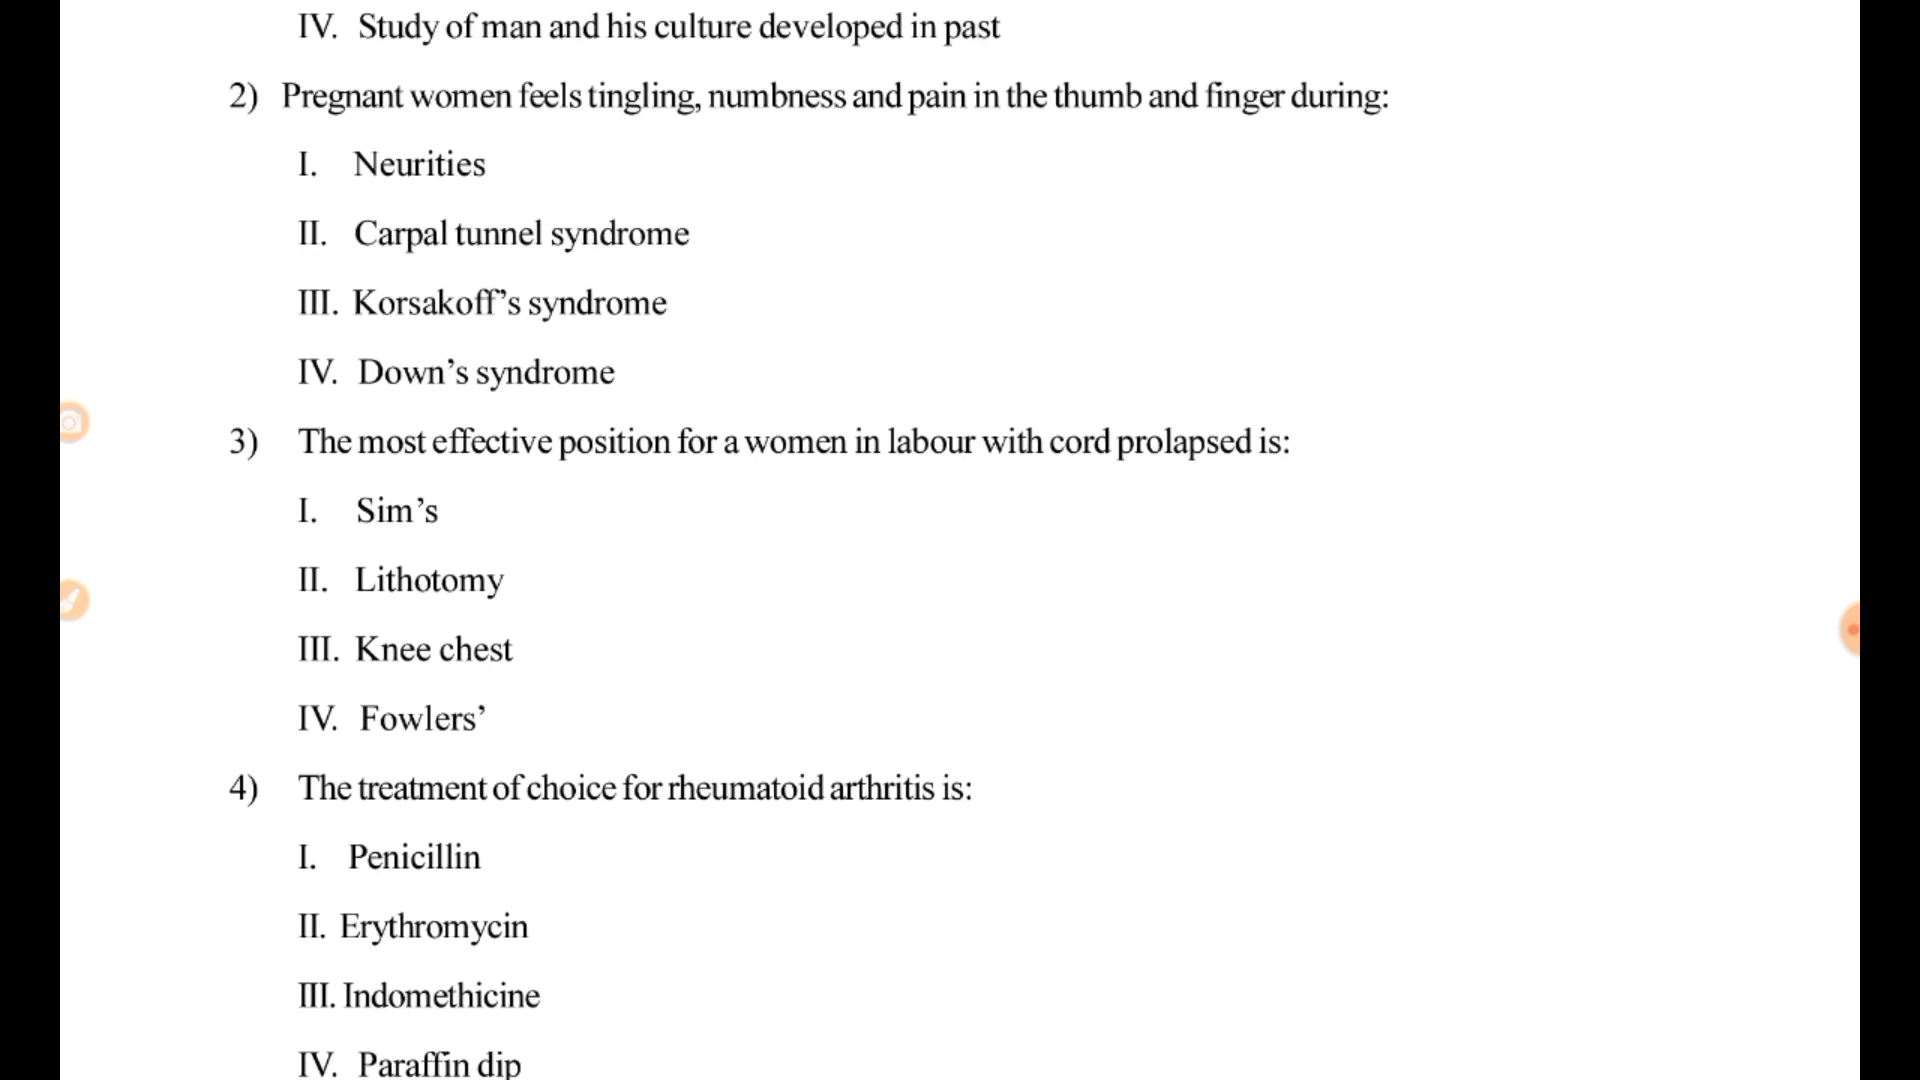 IV. Study of man and his culture developed in past
2) Pregnant women feels tingling, numbness and pain in the thumb and finger during:
I. Neurities
II. Carpal tunnel syndrome
III. Korsakoff’s syndrome
IV. Down’s syndrome
3) The most effective position for a women in labour with cord prolapsed is:
I. Sim’s
II. Lithotomy
III. Knee chest
IV. Fowlers’
4) The treatment of choice for rheumatoid arthritis is:
I. Penicillin
II. Erythromycin
III. Indomethicine
IV. Paraffin dip